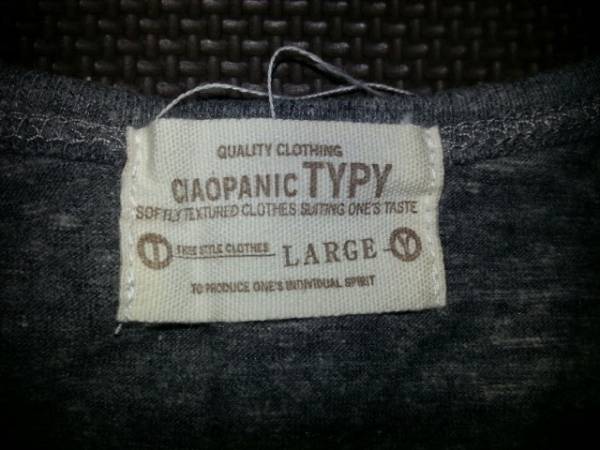 QUALITY CLOTHING
CIAOPANIC TYPY
SOFTLY TEXTURED CLOTHES SUITING ONE'S TASTE
T FREE STYLE CLOTHES LARGE Y
TO PRODUCE ONE'S INDIVIDUAL SPIRIT